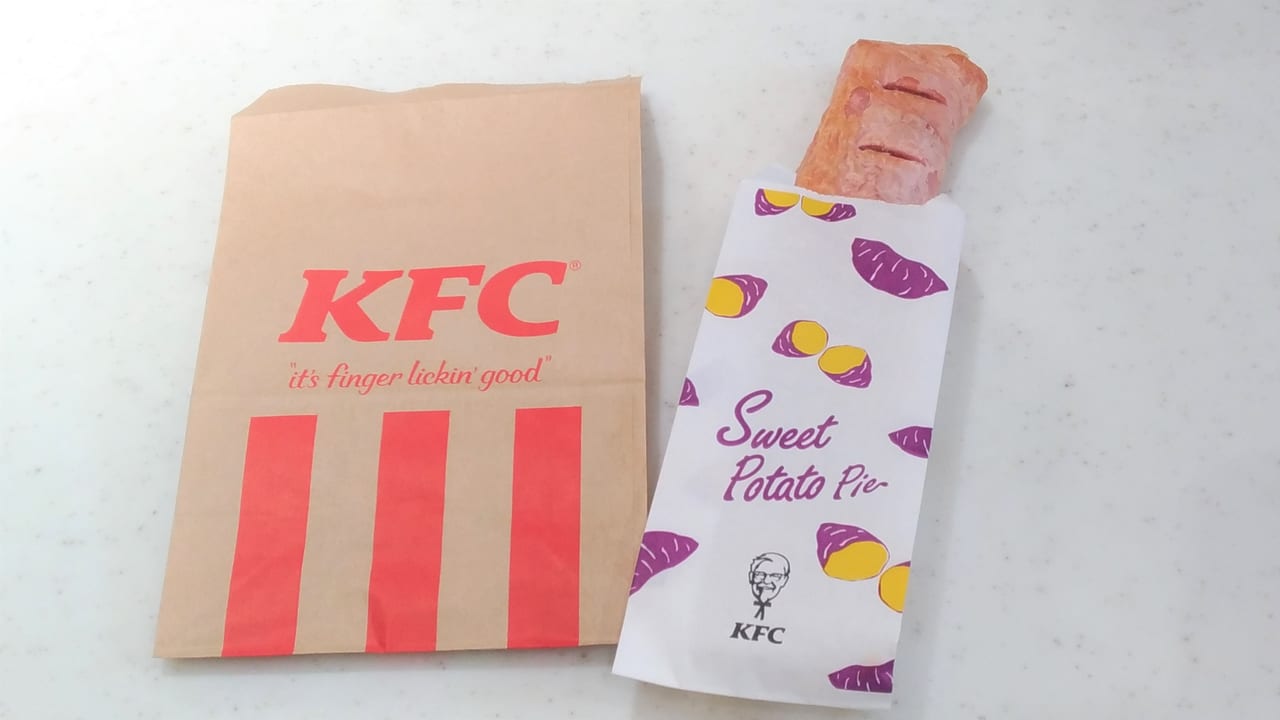 KFC®
"it's finger lickin' good"
Sweet
Potato Pie
KFC